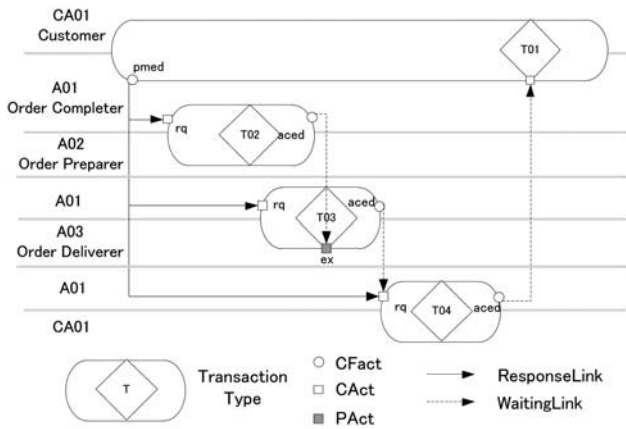 CA01
Customer
T01
pmed
A01
Order Completer
rq
T02
aced
A02
Order Preparer
A01
rq
T03
aced
A03
Order Deliverer
ex
A01
rq
T04
aced
CA01
T
Transaction
Type
CFact
CAct
PAct
ResponseLink
WaitingLink